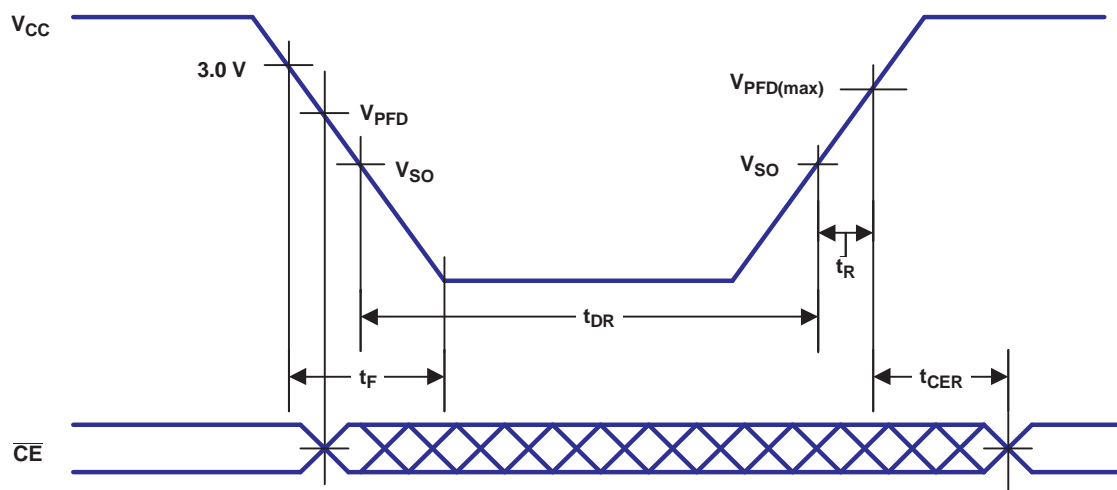 VCC
3.0 V
VPFD(max)
VPFD
VSO
VSO
tR
tDR
tF
tCER
CE